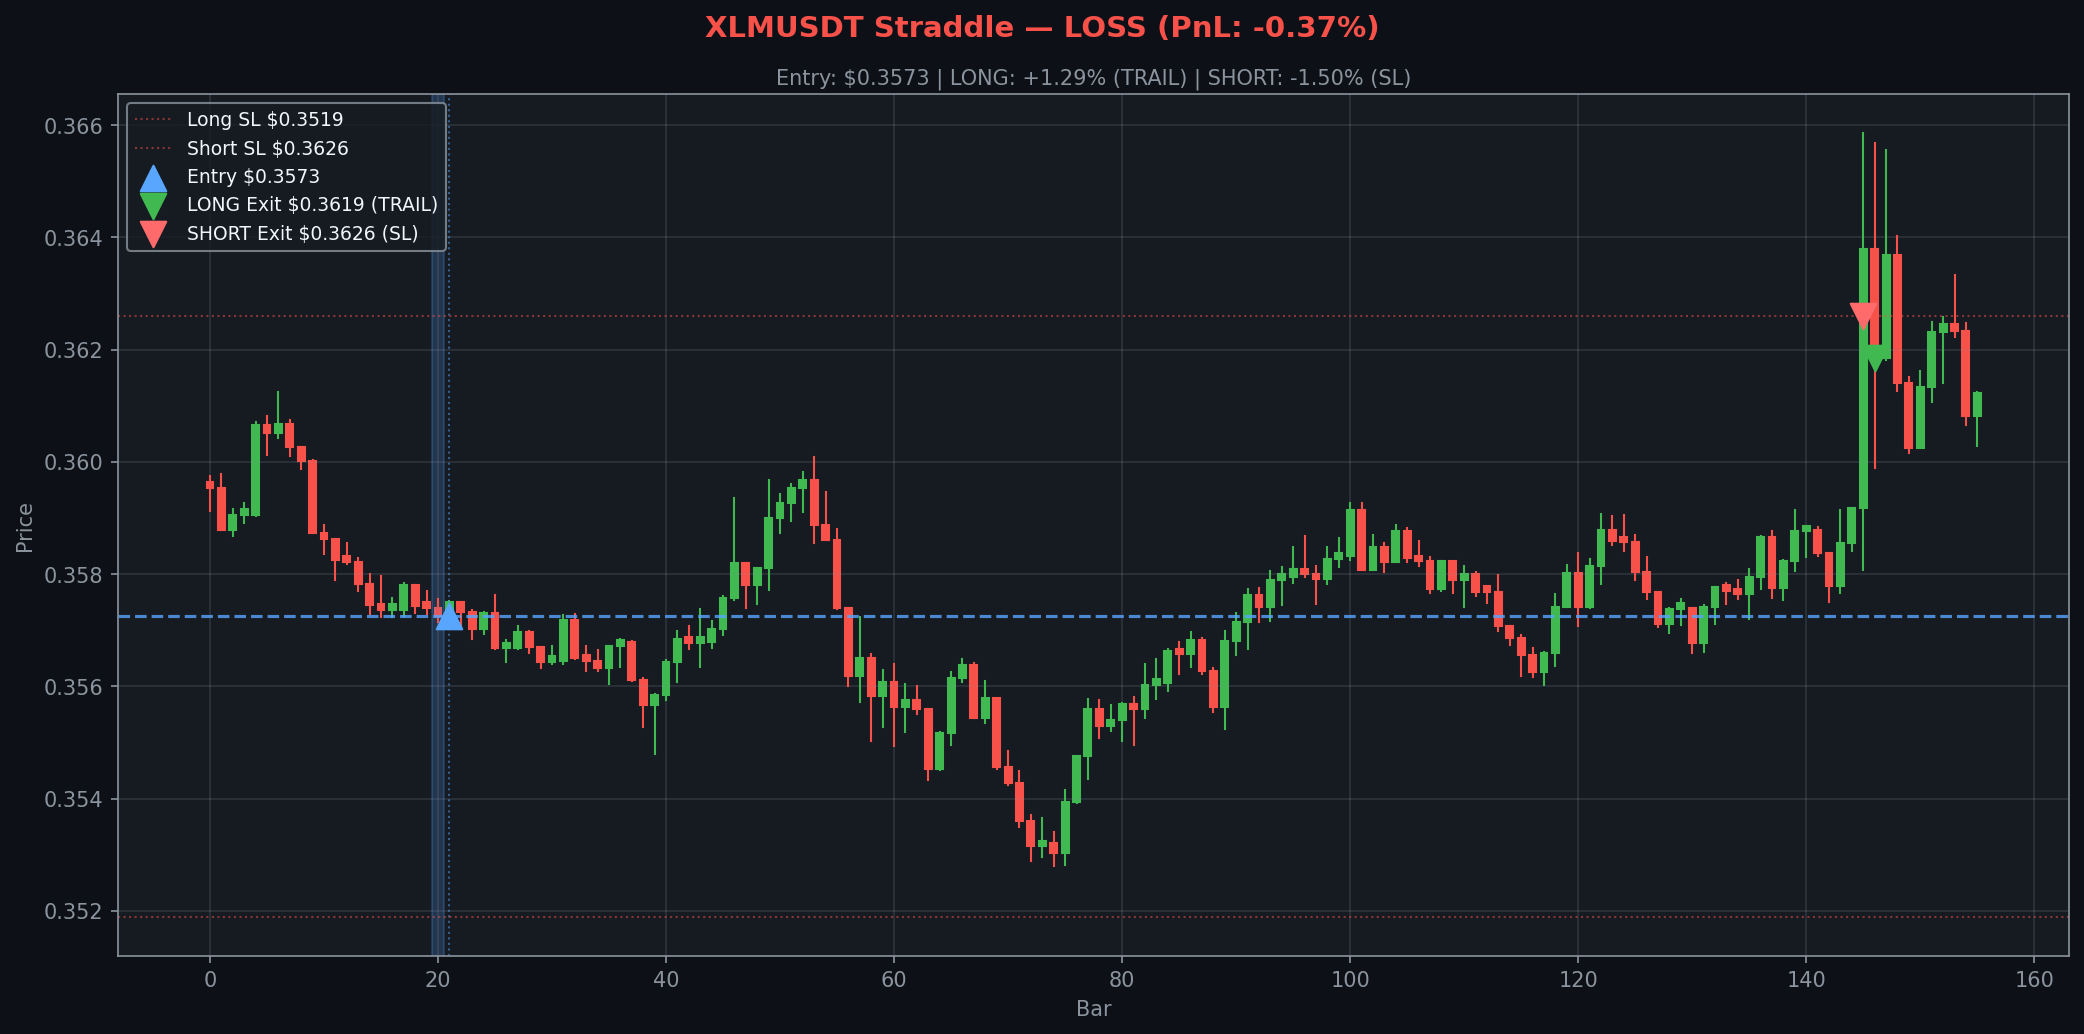 XLMUSDT Straddle — LOSS (PnL: -0.37%)
Entry: $0.3573 | LONG: +1.29% (TRAIL) | SHORT: -1.50% (SL)
Long SL $0.3519
Short SL $0.3626
Entry $0.3573
LONG Exit $0.3619 (TRAIL)
SHORT Exit $0.3626 (SL)
0.366
0.364
0.362
0.360
0.358
0.356
0.354
0.352
Price
0 20 40 60 80 100 120 140 160
Bar